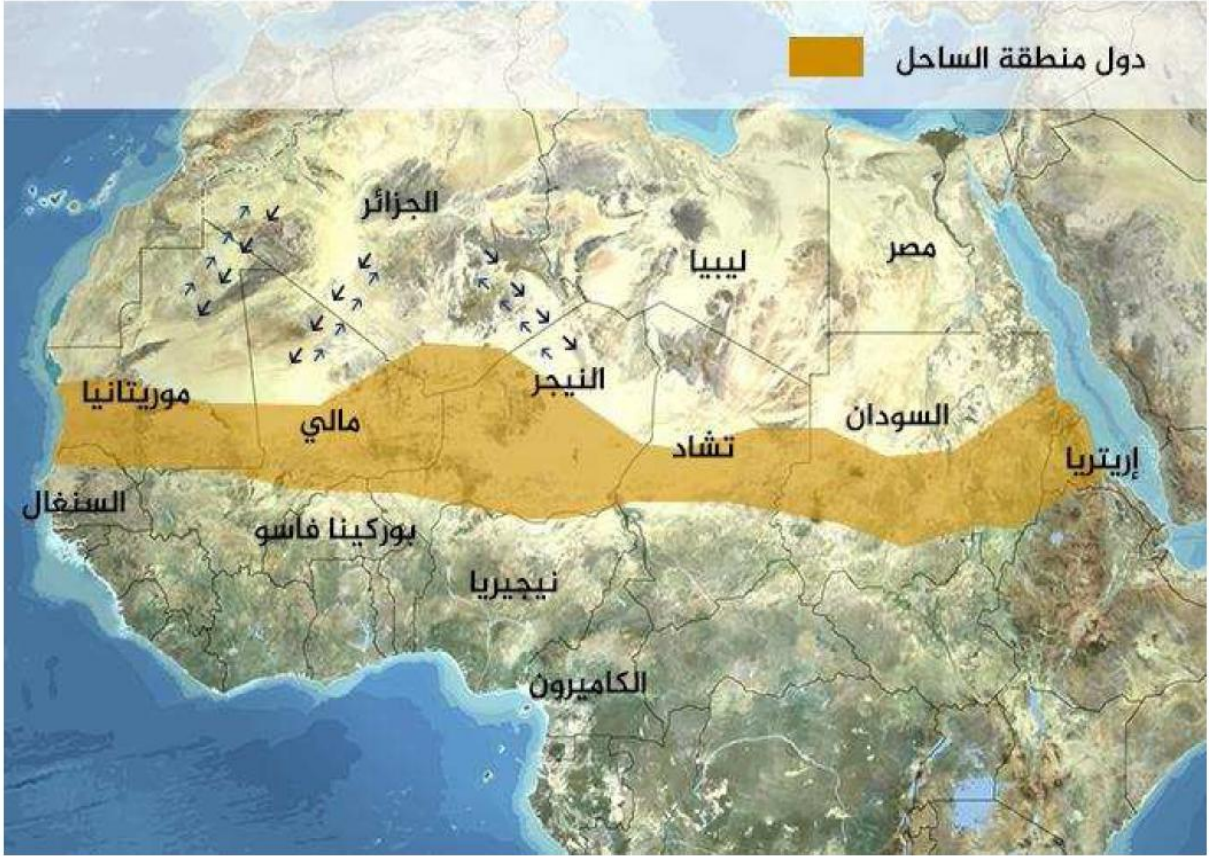 دول منطقة الساحل
الجزائر
ليبيا
مصر
موريتانيا
مالي
النيجر
تشاد
السودان
إريتريا
السنغال
بوركينا فاسو
نيجيريا
الكاميرون